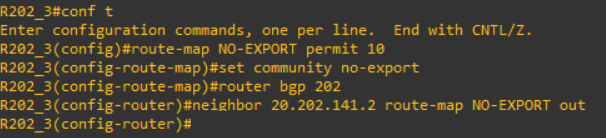 R202_3#conf t
Enter configuration commands, one per line.  End with CNTL/Z.
R202_3(config)#route-map NO-EXPORT permit 10
R202_3(config-route-map)#set community no-export
R202_3(config-route-map)#router bgp 202
R202_3(config-router)#neighbor 20.202.141.2 route-map NO-EXPORT out
R202_3(config-router)#